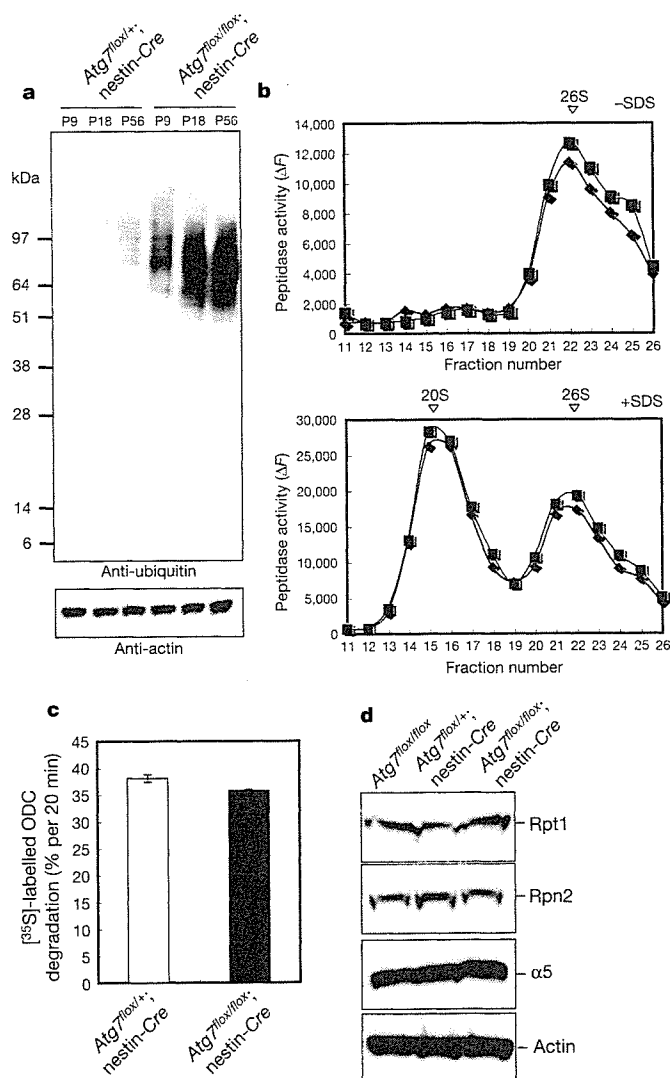 a
Atg7flox/+;
nestin-Cre
Atg7flox/flox;
nestin-Cre
P9 P18 P56 P9 P18 P56
kDa
97
64
51
38
28
14
6
Anti-ubiquitin
Anti-actin
b
26S
–SDS
14,000
12,000
10,000
8,000
6,000
4,000
2,000
0
Peptidase activity (ΔF)
11 12 13 14 15 16 17 18 19 20 21 22 23 24 25 26
Fraction number
20S
26S
+SDS
30,000
25,000
20,000
15,000
10,000
5,000
0
Peptidase activity (ΔF)
11 12 13 14 15 16 17 18 19 20 21 22 23 24 25 26
Fraction number
c
[35S]-labelled ODC
degradation (% per 20 min)
45
40
35
30
25
20
15
10
5
0
Atg7flox/+;
nestin-Cre
Atg7flox/flox;
nestin-Cre
d
Atg7flox/flox
Atg7flox/+;
nestin-Cre
Atg7flox/flox;
nestin-Cre
Rpt1
Rpn2
α5
Actin